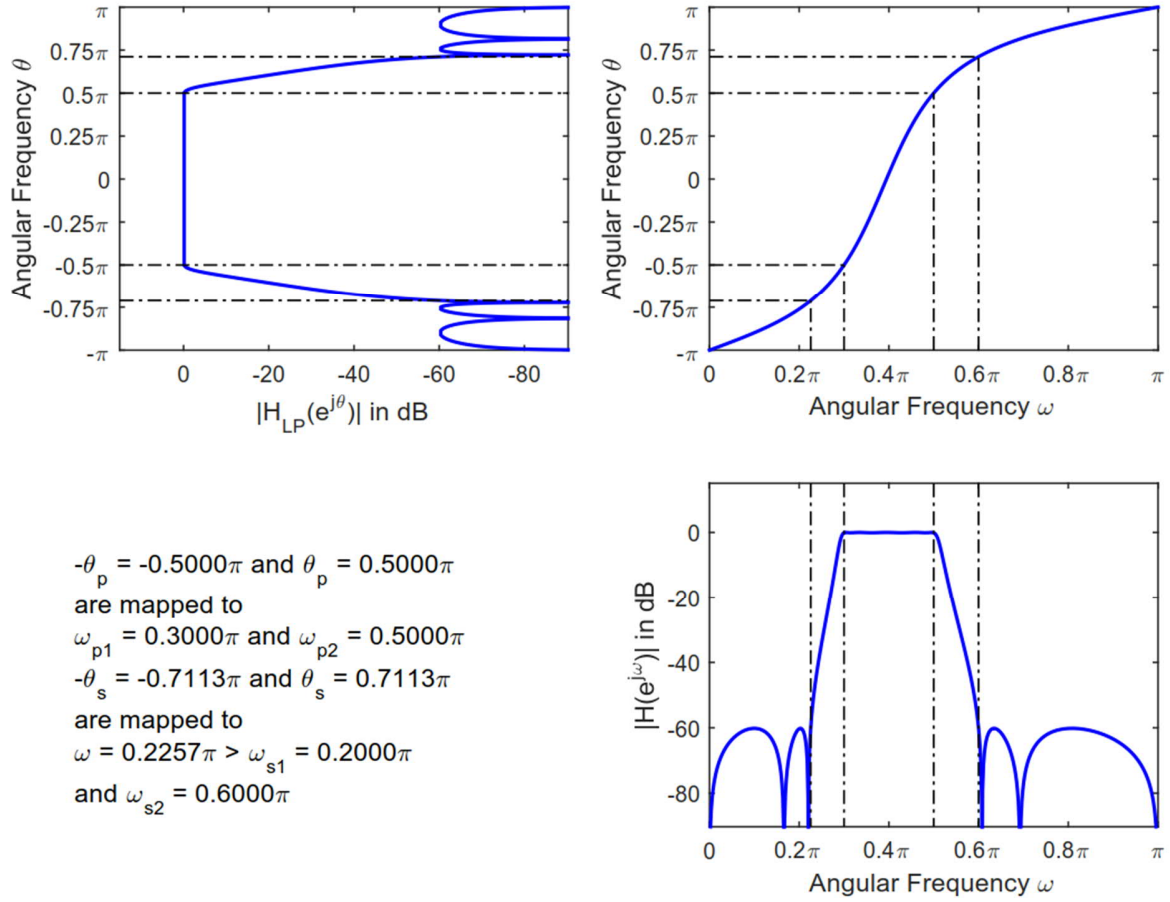 π
0.75π
0.5π
0.25π
0
-0.25π
-0.5π
-0.75π
-π
Angular Frequency θ
0 -20 -40 -60 -80
|H_LP(e^jθ)| in dB
π
0.75π
0.5π
0.25π
0
-0.25π
-0.5π
-0.75π
-π
Angular Frequency θ
0 0.2π 0.4π 0.6π 0.8π π
Angular Frequency ω
-θ_p = -0.5000π and θ_p = 0.5000π
are mapped to
ω_p1 = 0.3000π and ω_p2 = 0.5000π
-θ_s = -0.7113π and θ_s = 0.7113π
are mapped to
ω = 0.2257π > ω_s1 = 0.2000π
and ω_s2 = 0.6000π
0
-20
-40
-60
-80
|H(e^jω)| in dB
0 0.2π 0.4π 0.6π 0.8π π
Angular Frequency ω